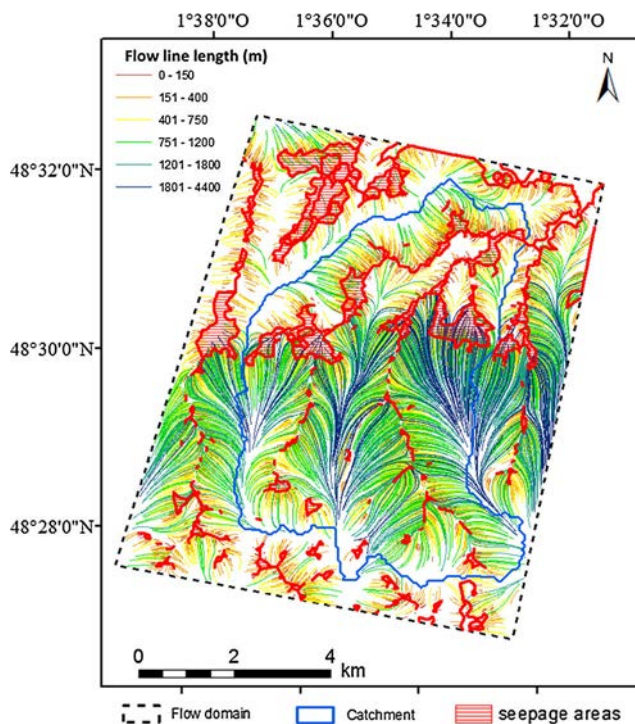 1°38'0"O 1°36'0"O 1°34'0"O 1°32'0"O
Flow line length (m)
0 - 150
151 - 400
401 - 750
751 - 1200
1201 - 1800
1801 - 4400
N
48°32'0"N
48°30'0"N
48°28'0"N
0 2 4
km
Flow domain Catchment seepage areas